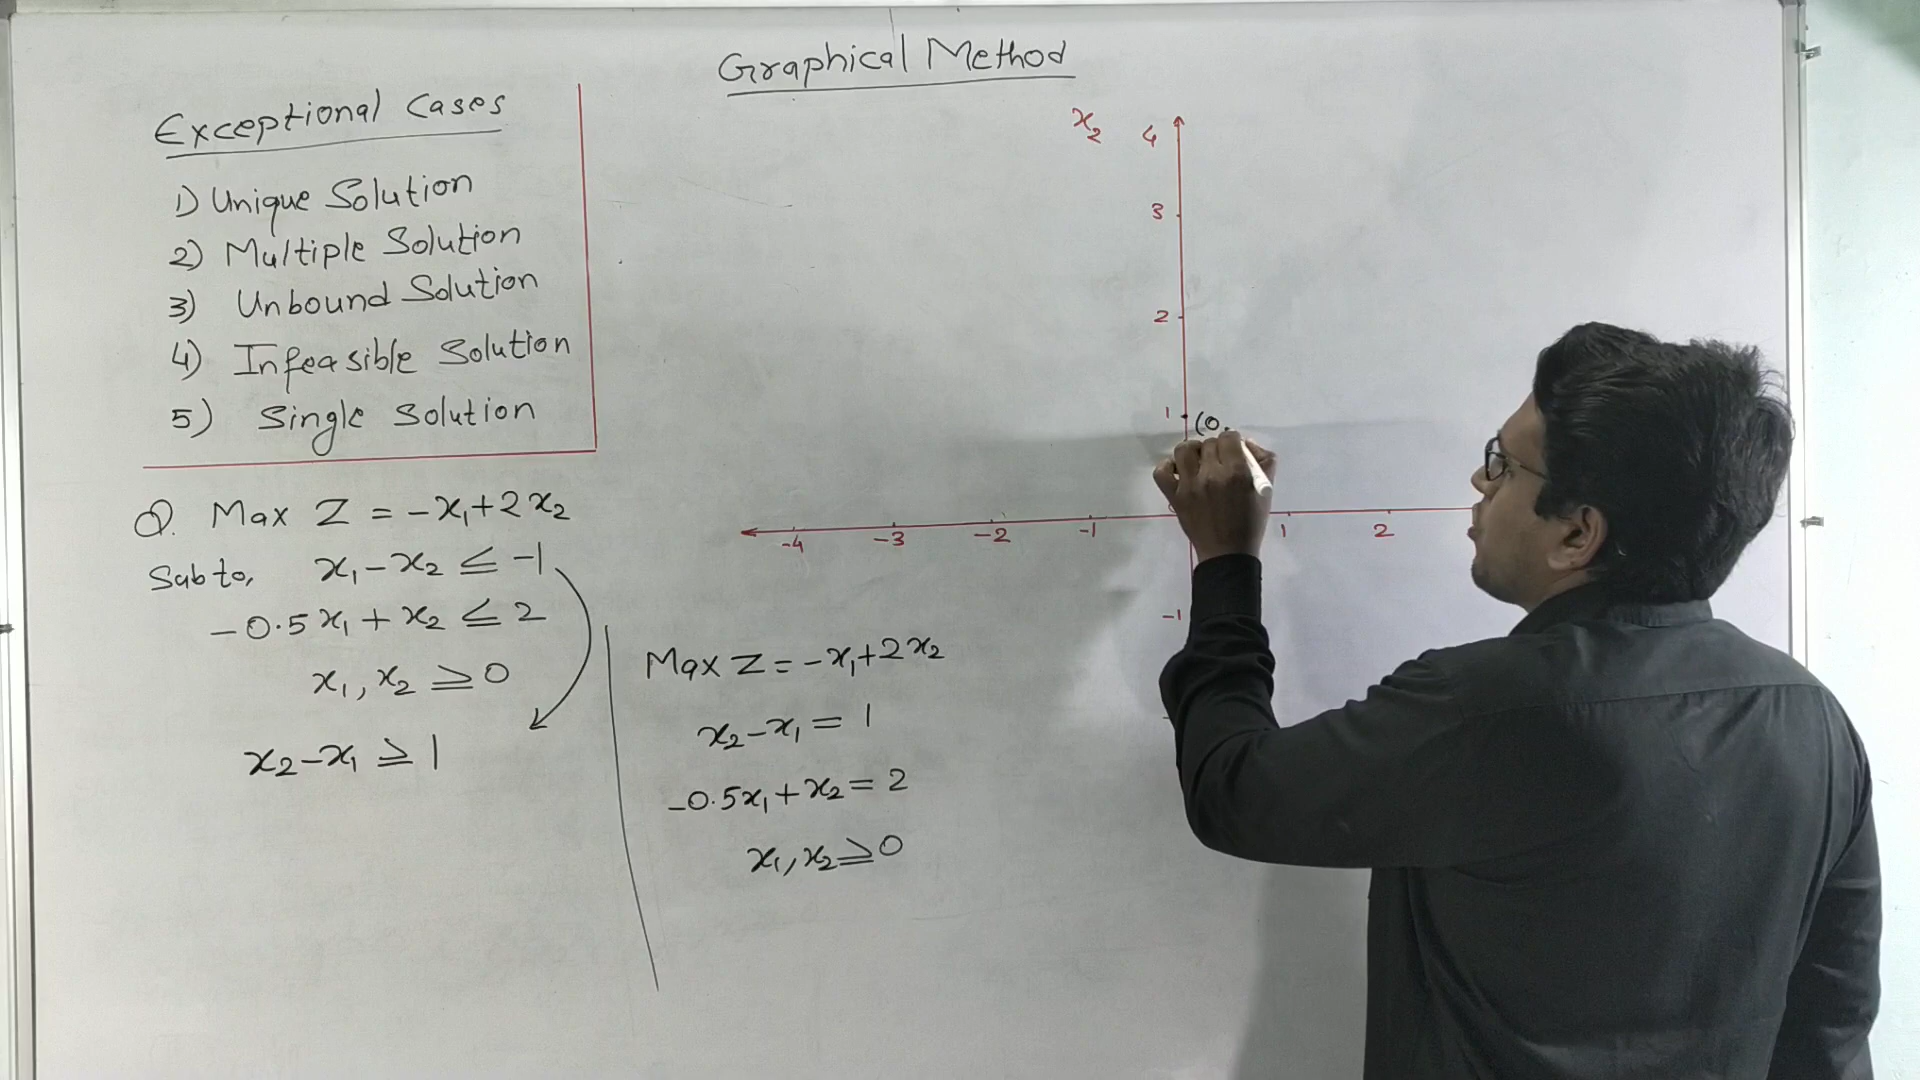 Graphical Method
Exceptional Cases
1) Unique Solution
2) Multiple Solution
3) Unbound Solution
4) Infeasible Solution
5) Single Solution
Q. Max Z = -x₁+2x₂
Sub to, x₁-x₂ ≤ -1
-0.5x₁+x₂ ≤ 2
x₁, x₂ ≥ 0
x₂-x₁ ≥ 1
Max Z = -x₁+2x₂
x₂-x₁ = 1
-0.5x₁+x₂ = 2
x₁, x₂ ≥ 0
x₂ 4
3
2
1 (0,
-4 -3 -2 -1 1 2
-1